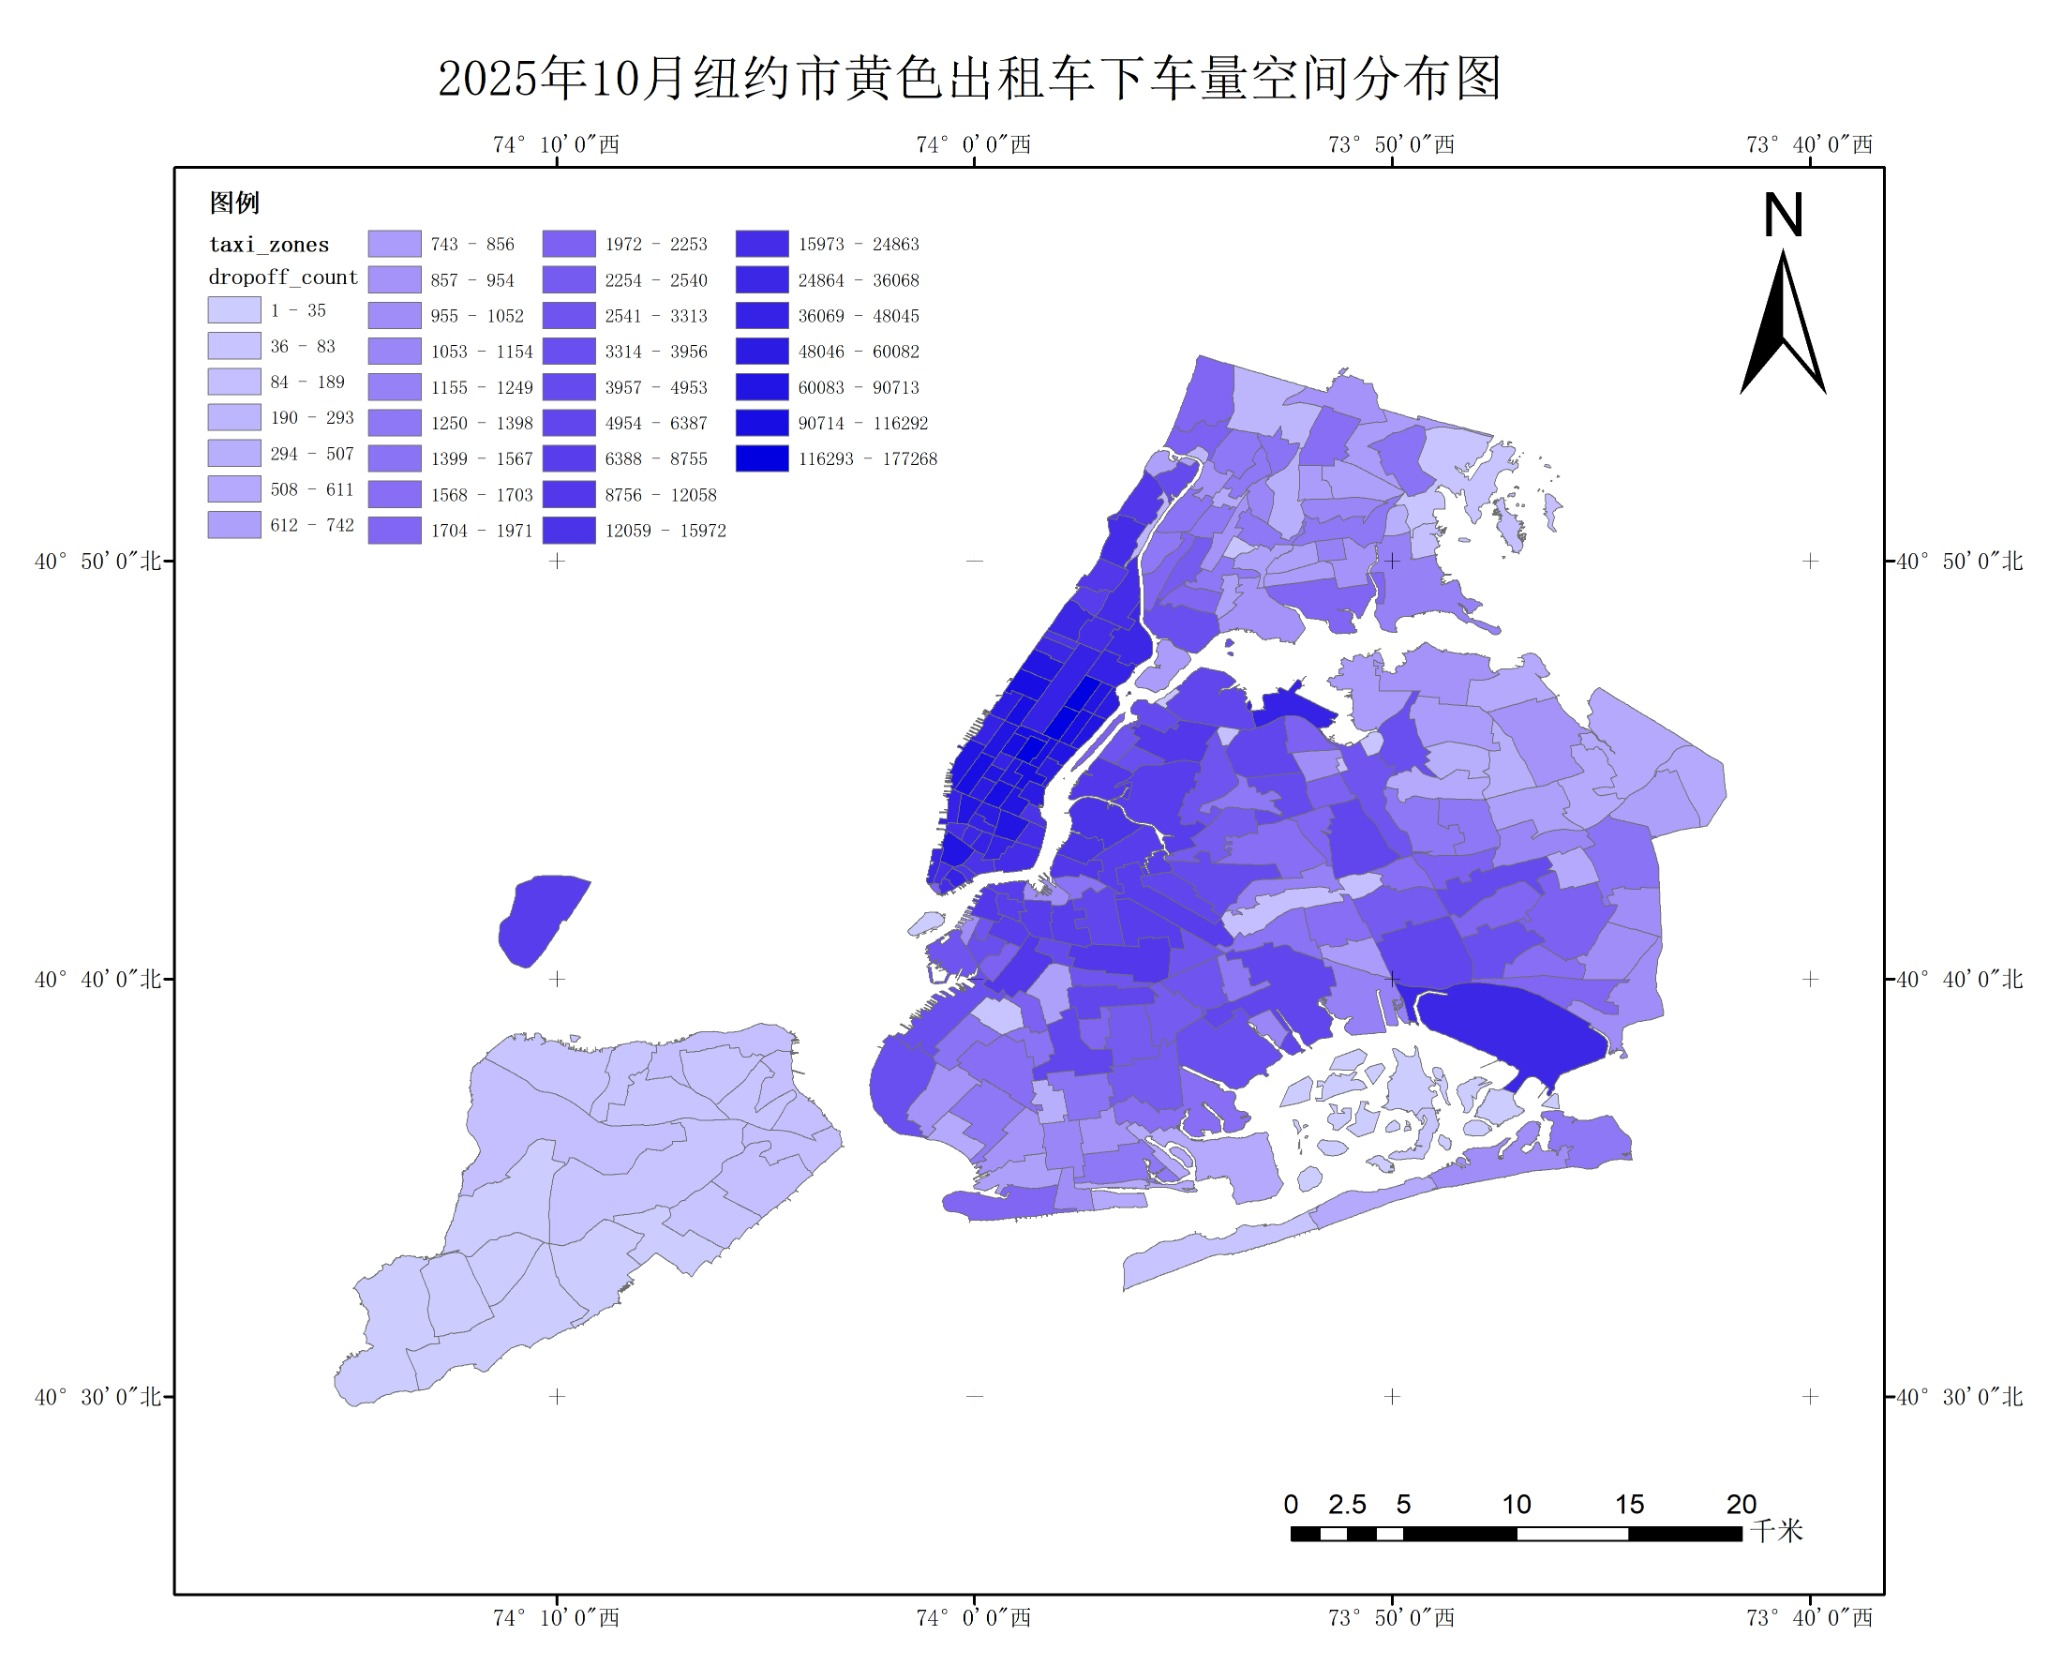 2025年10月纽约市黄色出租车下车量空间分布图
74° 10′0″西
74° 0′0″西
73° 50′0″西
73° 40′0″西
图例
taxi_zones
dropoff_count
1 - 35
36 - 83
84 - 189
190 - 293
294 - 507
508 - 611
612 - 742
743 - 856
857 - 954
955 - 1052
1053 - 1154
1155 - 1249
1250 - 1398
1399 - 1567
1568 - 1703
1704 - 1971
1972 - 2253
2254 - 2540
2541 - 3313
3314 - 3956
3957 - 4953
4954 - 6387
6388 - 8755
8756 - 12058
12059 - 15972
15973 - 24863
24864 - 36068
36069 - 48045
48046 - 60082
60083 - 90713
90714 - 116292
116293 - 177268
N
40° 50′0″北
40° 50′0″北
40° 40′0″北
40° 40′0″北
40° 30′0″北
40° 30′0″北
0 2.5 5 10 15 20
千米
74° 10′0″西
74° 0′0″西
73° 50′0″西
73° 40′0″西